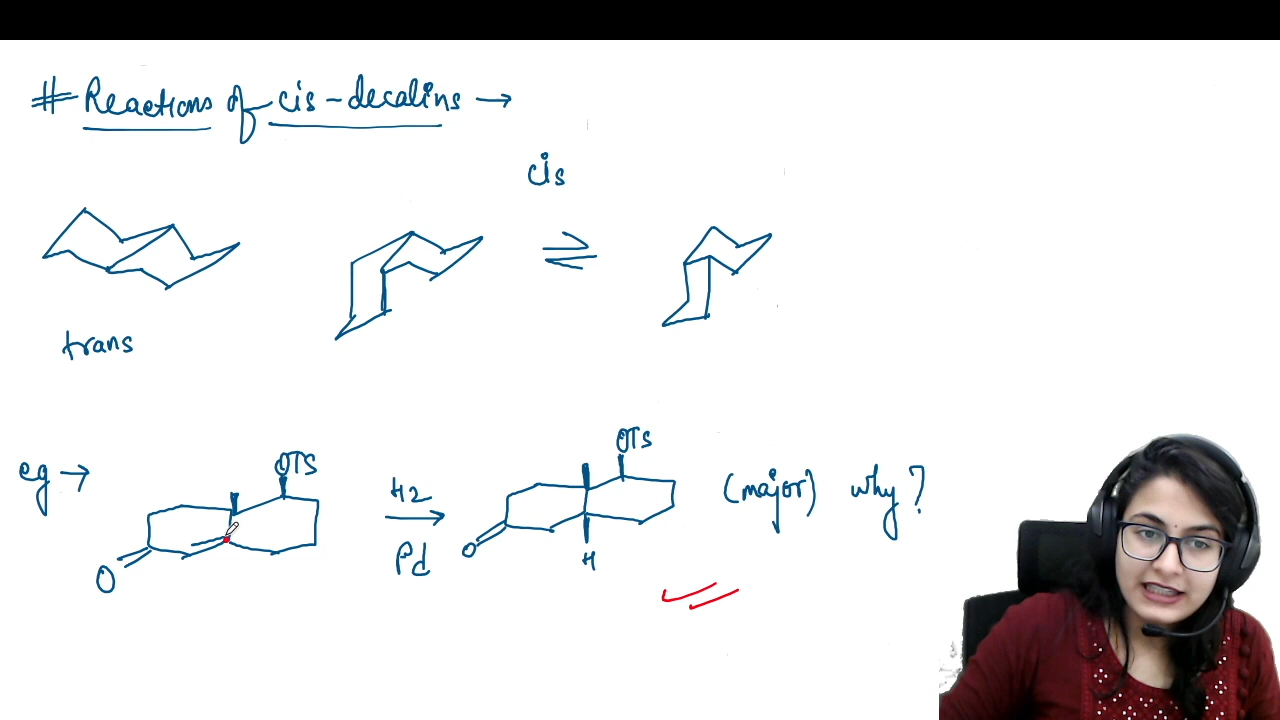 # Reactions of cis-decalins →
cis
trans
eg →
OTS
O
H2
Pd
OTS
O
H
(major) why?